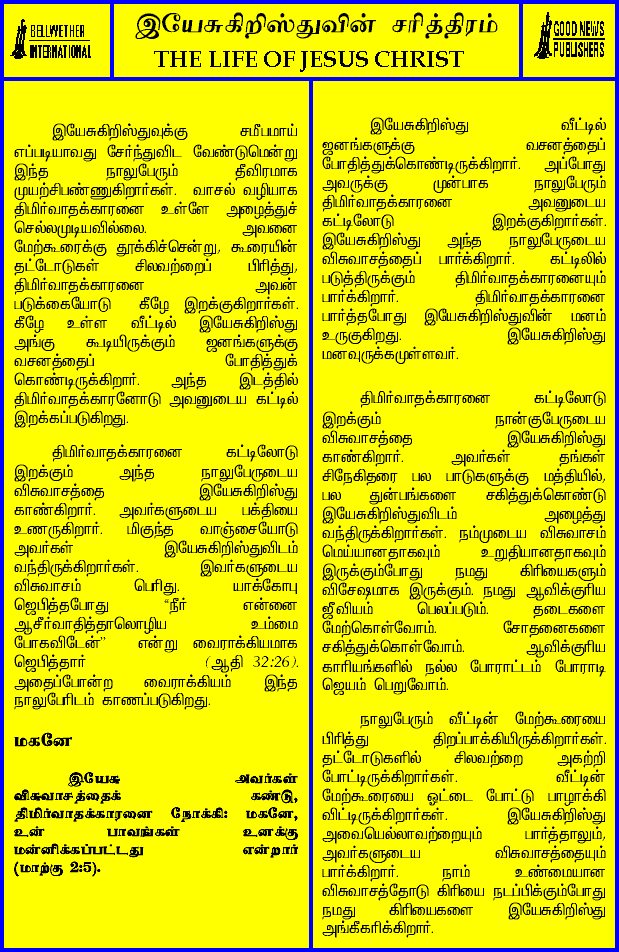 BELLWETHER
INTERNATIONAL
இயேசுகிறிஸ்துவின் சரித்திரம்
THE LIFE OF JESUS CHRIST
GOOD NEWS
PUBLISHERS
இயேசுகிறிஸ்துவுக்கு சமீபமாய்
எப்படியாவது சேர்ந்துவிட வேண்டுமென்று
இந்த நாலுபேரும் தீவிரமாக
முயற்சிபண்ணுகிறார்கள். வாசல் வழியாக
திமிர்வாதக்காரனை உள்ளே அழைத்துச்
செல்லமுடியவில்லை. அவனை
மேற்கூரைக்கு தூக்கிச்சென்று, கூரையின்
தட்டோடுகள் சிலவற்றைப் பிரித்து,
திமிர்வாதக்காரனை அவன்
படுக்கையோடு கீழே இறக்குகிறார்கள்.
கீழே உள்ள வீட்டில் இயேசுகிறிஸ்து
அங்கு கூடியிருக்கும் ஜனங்களுக்கு
வசனத்தைப் போதித்துக்
கொண்டிருக்கிறார். அந்த இடத்தில்
திமிர்வாதக்காரனோடு அவனுடைய கட்டில்
இறக்கப்படுகிறது.
திமிர்வாதக்காரனை கட்டிலோடு
இறக்கும் அந்த நாலுபேருடைய
விசுவாசத்தை இயேசுகிறிஸ்து
காண்கிறார். அவர்களுடைய பக்தியை
உணருகிறார். மிகுந்த வாஞ்சையோடு
அவர்கள் இயேசுகிறிஸ்துவிடம்
வந்திருக்கிறார்கள். இவர்களுடைய
விசுவாசம் பெரிது. யாக்கோபு
ஜெபித்தபோது “நீர் என்னை
ஆசீர்வாதித்தாலொழிய உம்மை
போகவிடேன்” என்று வைராக்கியமாக
ஜெபித்தார் (ஆதி 32:26).
அதைப்போன்ற வைராக்கியம் இந்த
நாலுபேரிடம் காணப்படுகிறது.
மகனே
இயேசு அவர்கள்
விசுவாசத்தைக் கண்டு,
திமிர்வாதக்காரனை நோக்கி: மகனே,
உன் பாவங்கள் உனக்கு
மன்னிக்கப்பட்டது என்றார்
(மாற்கு 2:5).
இயேசுகிறிஸ்து வீட்டில்
ஜனங்களுக்கு வசனத்தைப்
போதித்துக்கொண்டிருக்கிறார். அப்போது
அவருக்கு முன்பாக நாலுபேரும்
திமிர்வாதக்காரனை அவனுடைய
கட்டிலோடு இறக்குகிறார்கள்.
இயேசுகிறிஸ்து அந்த நாலுபேருடைய
விசுவாசத்தைப் பார்க்கிறார். கட்டிலில்
படுத்திருக்கும் திமிர்வாதக்காரனையும்
பார்க்கிறார். திமிர்வாதக்காரனை
பார்த்தபோது இயேசுகிறிஸ்துவின் மனம்
உருகுகிறது. இயேசுகிறிஸ்து
மனவுருக்கமுள்ளவர்.
திமிர்வாதக்காரனை கட்டிலோடு
இறக்கும் நான்குபேருடைய
விசுவாசத்தை இயேசுகிறிஸ்து
காண்கிறார். அவர்கள் தங்கள்
சிநேகிதரை பல பாடுகளுக்கு மத்தியில்,
பல துன்பங்களை சகித்துக்கொண்டு
இயேசுகிறிஸ்துவிடம் அழைத்து
வந்திருக்கிறார்கள். நம்முடைய விசுவாசம்
மெய்யானதாகவும் உறுதியானதாகவும்
இருக்கும்போது நமது கிரியைகளும்
விசேஷமாக இருக்கும். நமது ஆவிக்குரிய
ஜீவியம் பெலப்படும். தடைகளை
மேற்கொள்வோம். சோதனைகளை
சகித்துக்கொள்வோம். ஆவிக்குரிய
காரியங்களில் நல்ல போராட்டம் போராடி
ஜெயம் பெறுவோம்.
நாலுபேரும் வீட்டின் மேற்கூரையை
பிரித்து திறப்பாக்கியிருக்கிறார்கள்.
தட்டோடுகளில் சிலவற்றை அகற்றி
போட்டிருக்கிறார்கள். வீட்டின்
மேற்கூரையை ஓட்டை போட்டு பாழாக்கி
விட்டிருக்கிறார்கள். இயேசுகிறிஸ்து
அவையெல்லாவற்றையும் பார்த்தாலும்,
அவர்களுடைய விசுவாசத்தையும்
பார்க்கிறார். நாம் உண்மையான
விசுவாசத்தோடு கிரியை நடப்பிக்கும்போது
நமது கிரியைகளை இயேசுகிறிஸ்து
அங்கீகரிக்கிறார்.